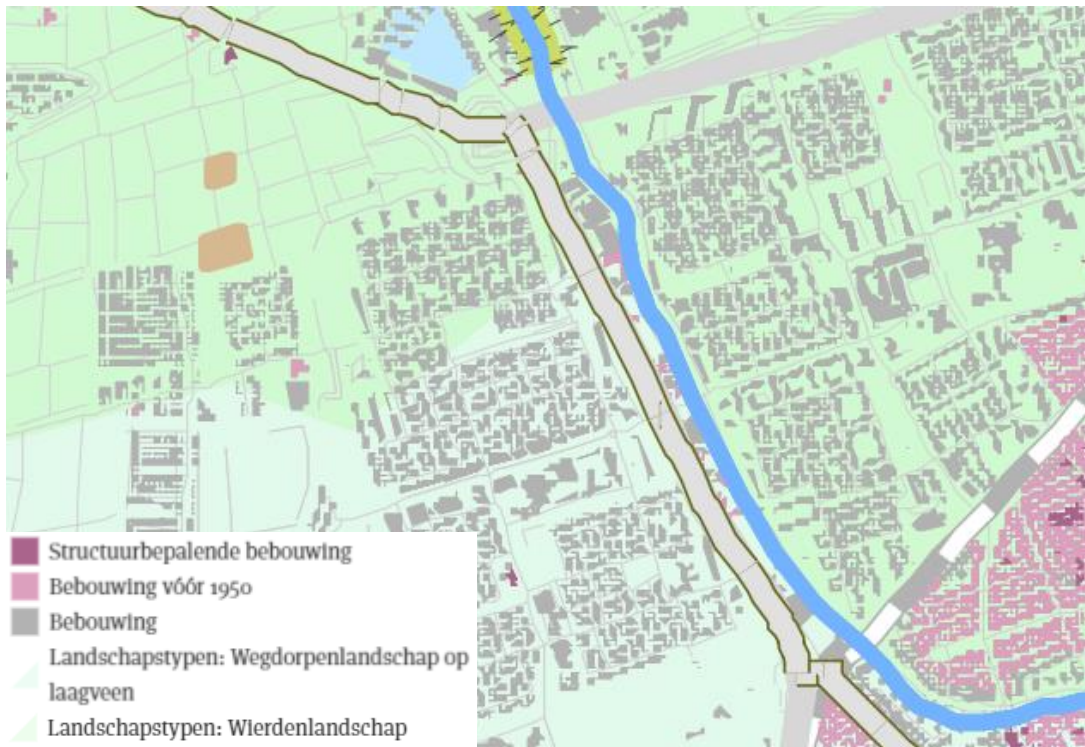 Structuurbepalende bebouwing
Bebouwing vóór 1950
Bebouwing
Landschapstypen: Wegdorpenlandschap op
laagveen
Landschapstypen: Wierdenlandschap